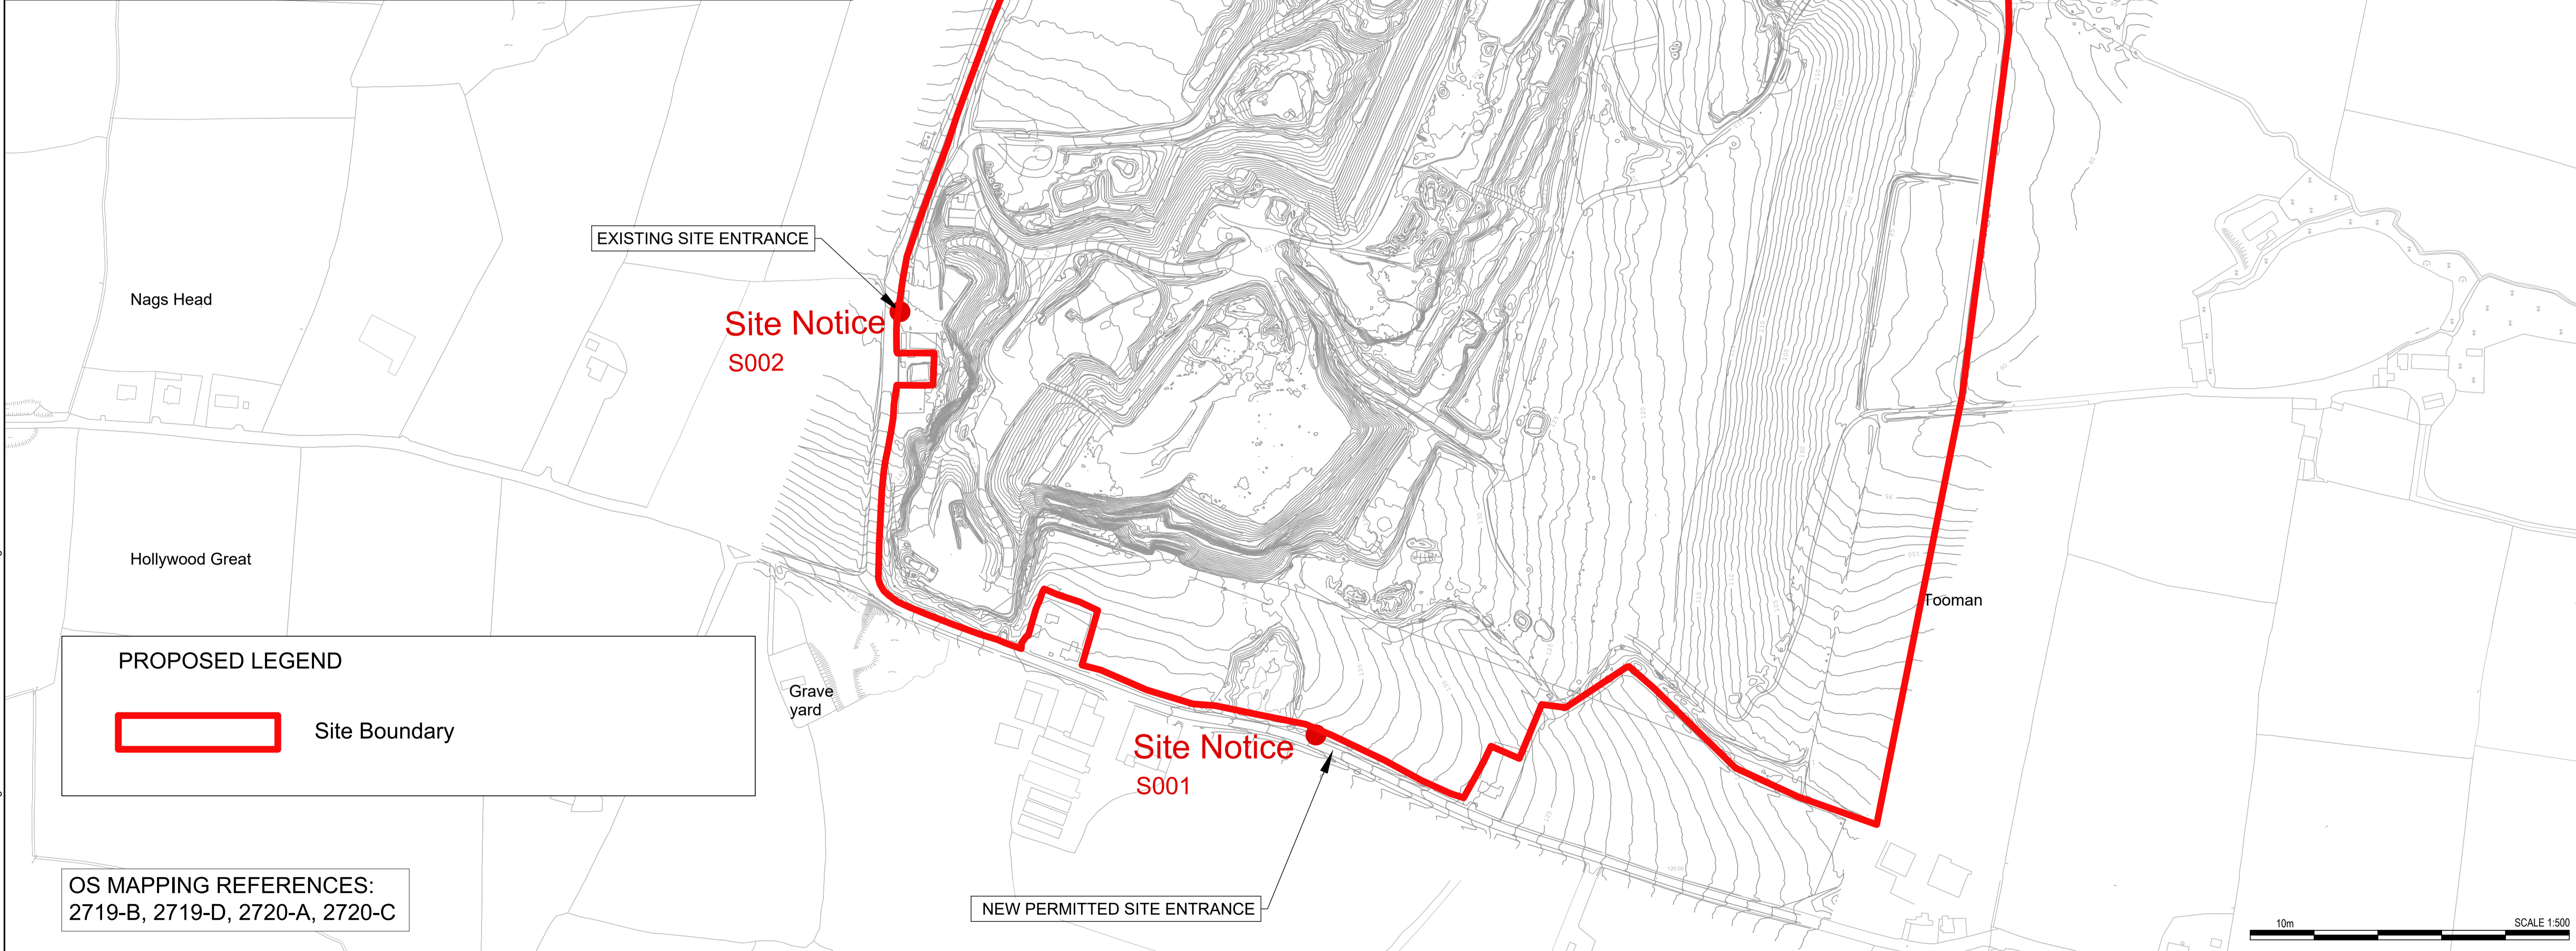 EXISTING SITE ENTRANCE
Nags Head
Site Notice
S002
Hollywood Great
Tooman
PROPOSED LEGEND
Site Boundary
Grave
yard
Site Notice
S001
OS MAPPING REFERENCES:
2719-B, 2719-D, 2720-A, 2720-C
NEW PERMITTED SITE ENTRANCE
10m
SCALE 1:500